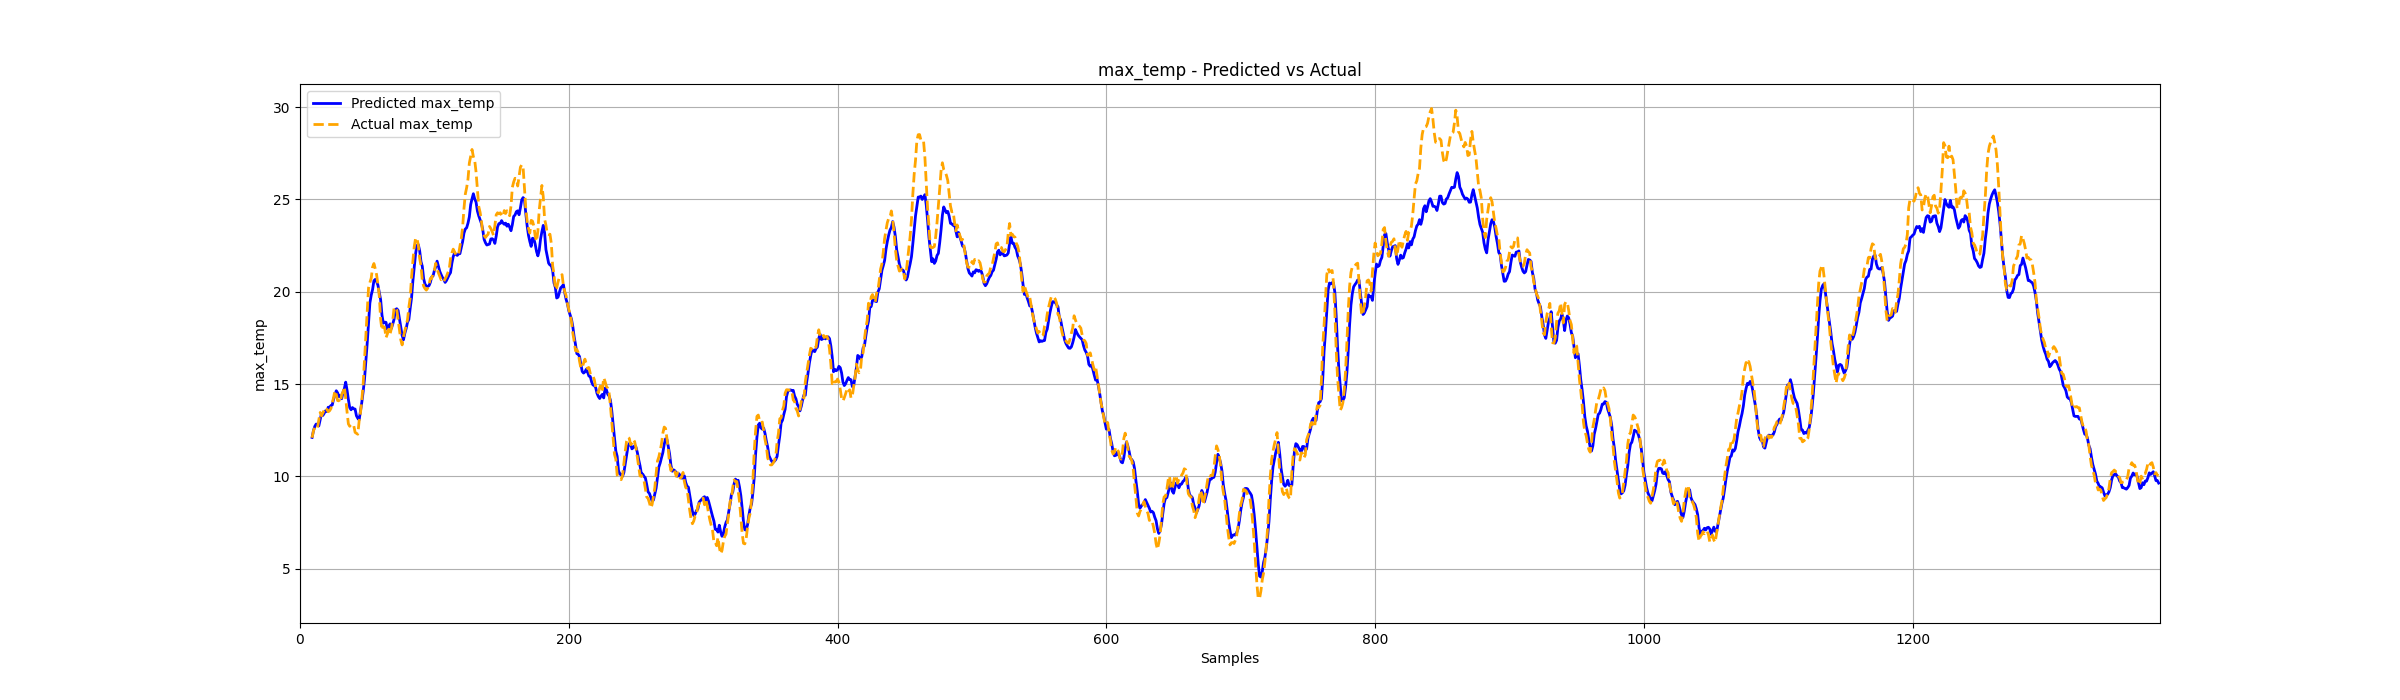 max_temp - Predicted vs Actual
Predicted max_temp
Actual max_temp
max_temp
30
25
20
15
10
5
0
200
400
600
800
1000
1200
Samples